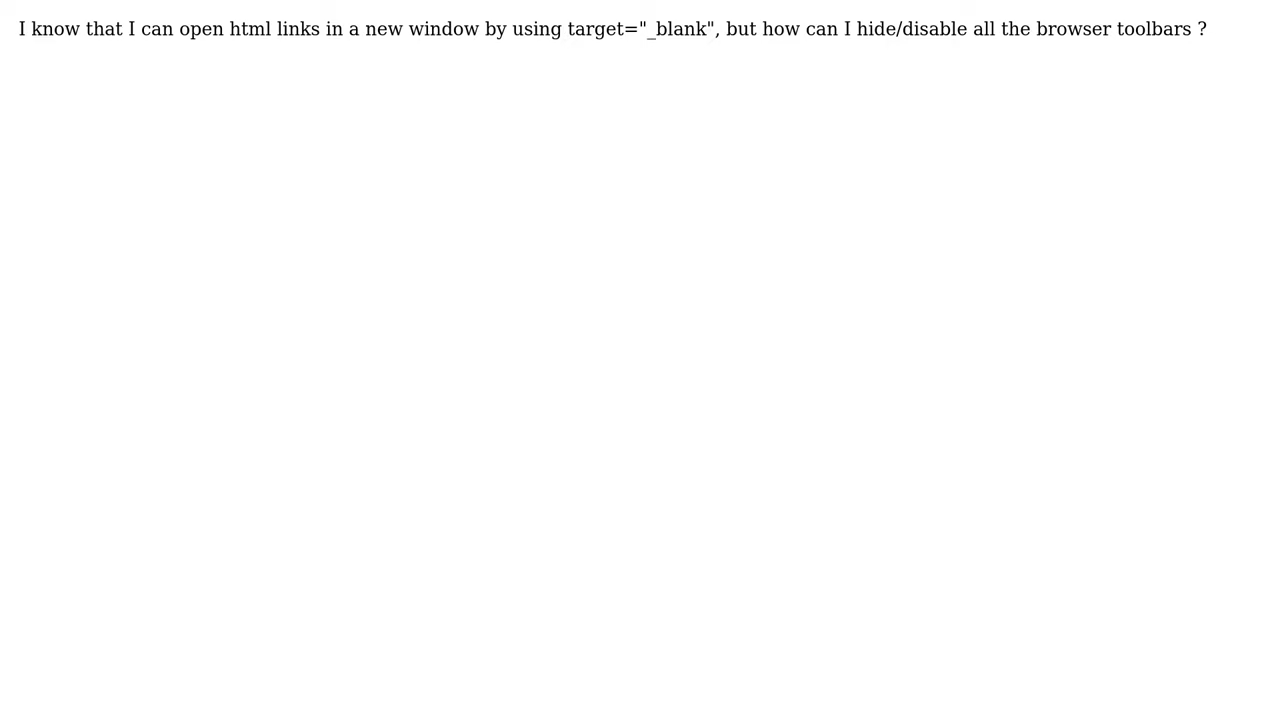 I know that I can open html links in a new window by using target="_blank", but how can I hide/disable all the browser toolbars ?